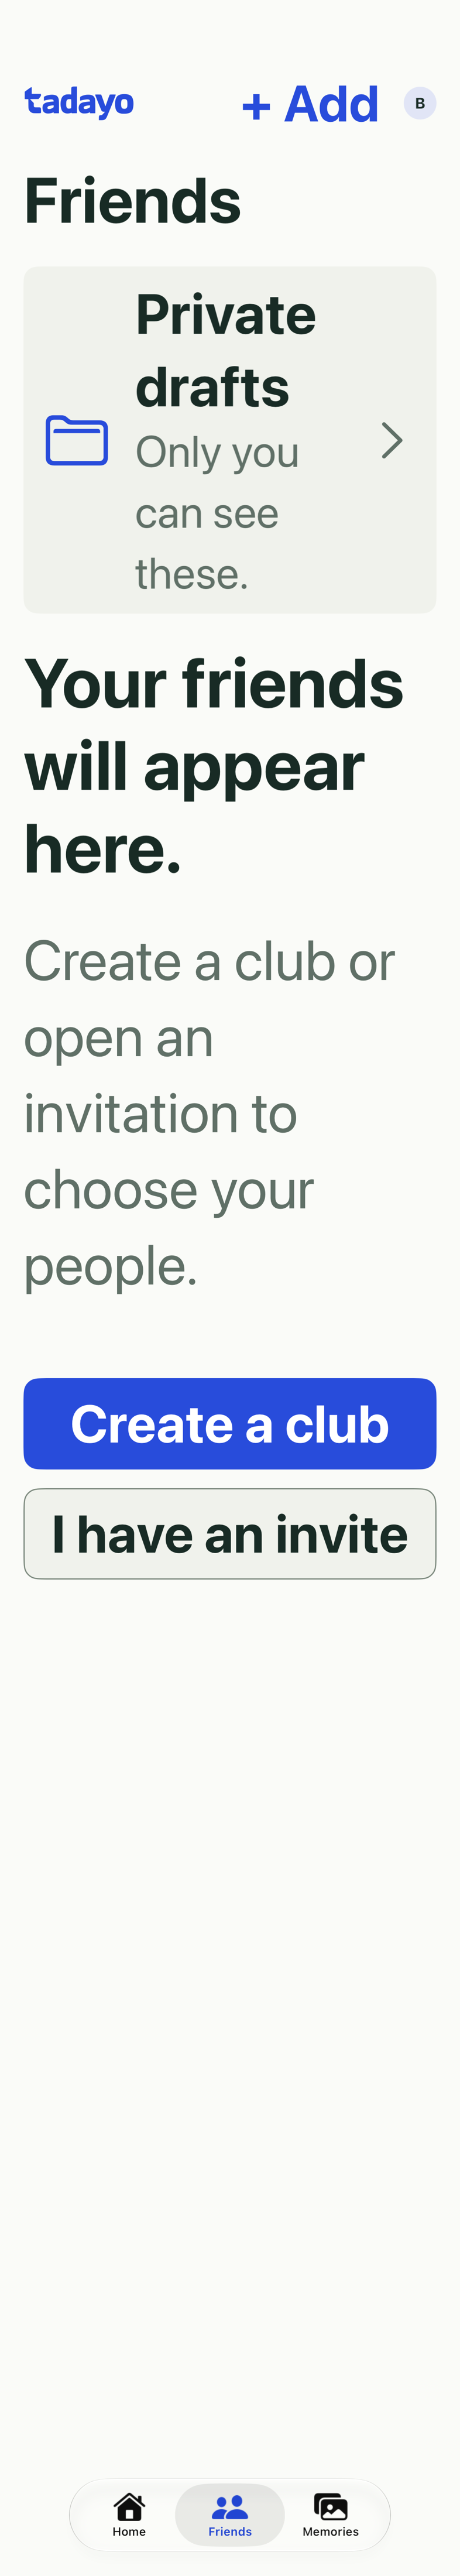 tadayo
+ Add
B
Friends
Private
drafts
Only you
can see
these.
Your friends
will appear
here.
Create a club or
open an
invitation to
choose your
people.
Create a club
I have an invite
Home
Friends
Memories